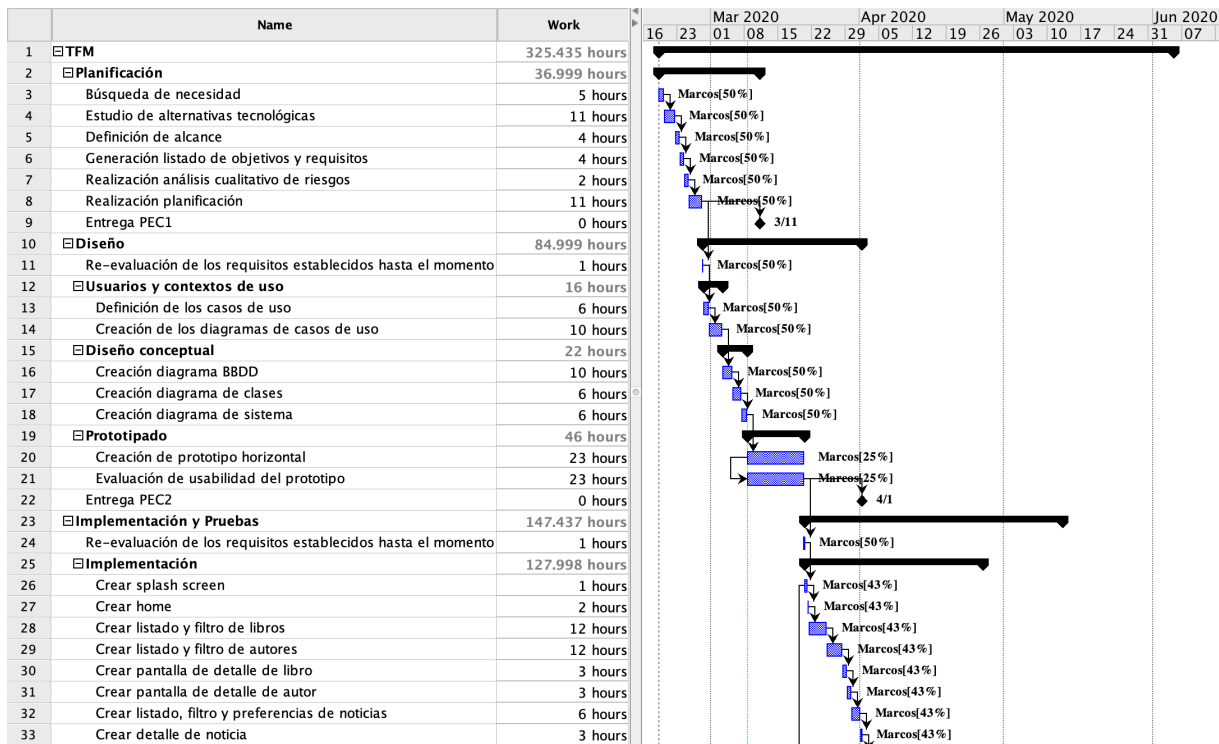 Name Work Mar 2020 Apr 2020 May 2020 Jun 2020
16 23 01 08 15 22 29 05 12 19 26 03 10 17 24 31 07
1 TFM 325.435 hours
2 Planificación 36.999 hours
3 Búsqueda de necesidad 5 hours Marcos[50%]
4 Estudio de alternativas tecnológicas 11 hours Marcos[50%]
5 Definición de alcance 4 hours Marcos[50%]
6 Generación listado de objetivos y requisitos 4 hours Marcos[50%]
7 Realización análisis cualitativo de riesgos 2 hours Marcos[50%]
8 Realización planificación 11 hours Marcos[50%]
9 Entrega PEC1 0 hours 3/11
10 Diseño 84.999 hours
11 Re-evaluación de los requisitos establecidos hasta el momento 1 hours Marcos[50%]
12 Usuarios y contextos de uso 16 hours
13 Definición de los casos de uso 6 hours Marcos[50%]
14 Creación de los diagramas de casos de uso 10 hours Marcos[50%]
15 Diseño conceptual 22 hours
16 Creación diagrama BBDD 10 hours Marcos[50%]
17 Creación diagrama de clases 6 hours Marcos[50%]
18 Creación diagrama de sistema 6 hours Marcos[50%]
19 Prototipado 46 hours
20 Creación de prototipo horizontal 23 hours Marcos[25%]
21 Evaluación de usabilidad del prototipo 23 hours Marcos[25%]
22 Entrega PEC2 0 hours 4/1
23 Implementación y Pruebas 147.437 hours
24 Re-evaluación de los requisitos establecidos hasta el momento 1 hours Marcos[50%]
25 Implementación 127.998 hours
26 Crear splash screen 1 hours Marcos[43%]
27 Crear home 2 hours Marcos[43%]
28 Crear listado y filtro de libros 12 hours Marcos[43%]
29 Crear listado y filtro de autores 12 hours Marcos[43%]
30 Crear pantalla de detalle de libro 3 hours Marcos[43%]
31 Crear pantalla de detalle de autor 3 hours Marcos[43%]
32 Crear listado, filtro y preferencias de noticias 6 hours Marcos[43%]
33 Crear detalle de noticia 3 hours Marcos[43%]